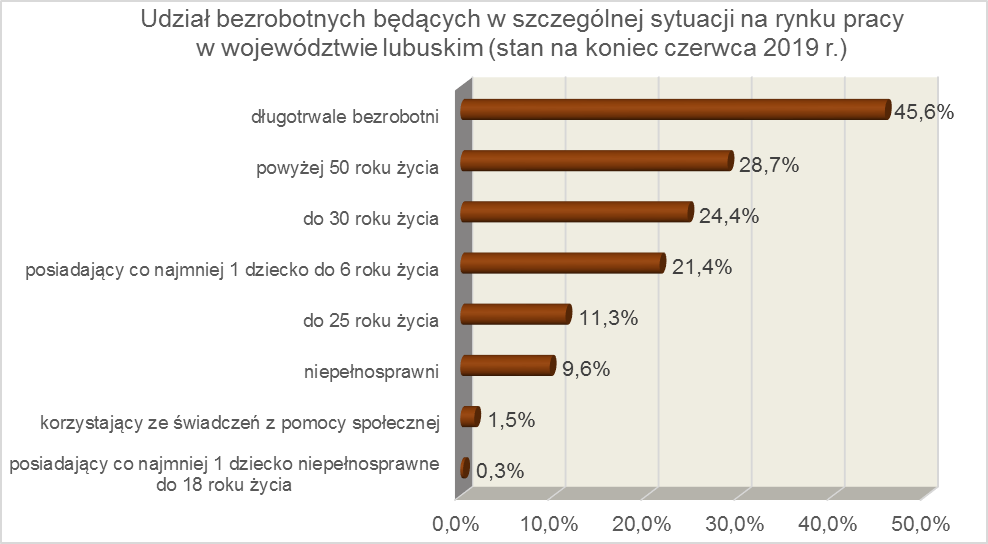 Udział bezrobotnych będących w szczególnej sytuacji na rynku pracy
w województwie lubuskim (stan na koniec czerwca 2019 r.)
długotrwale bezrobotni 45,6%
powyżej 50 roku życia 28,7%
do 30 roku życia 24,4%
posiadający co najmniej 1 dziecko do 6 roku życia 21,4%
do 25 roku życia 11,3%
niepełnosprawni 9,6%
korzystający ze świadczeń z pomocy społecznej 1,5%
posiadający co najmniej 1 dziecko niepełnosprawne
do 18 roku życia 0,3%
0,0% 10,0% 20,0% 30,0% 40,0% 50,0%